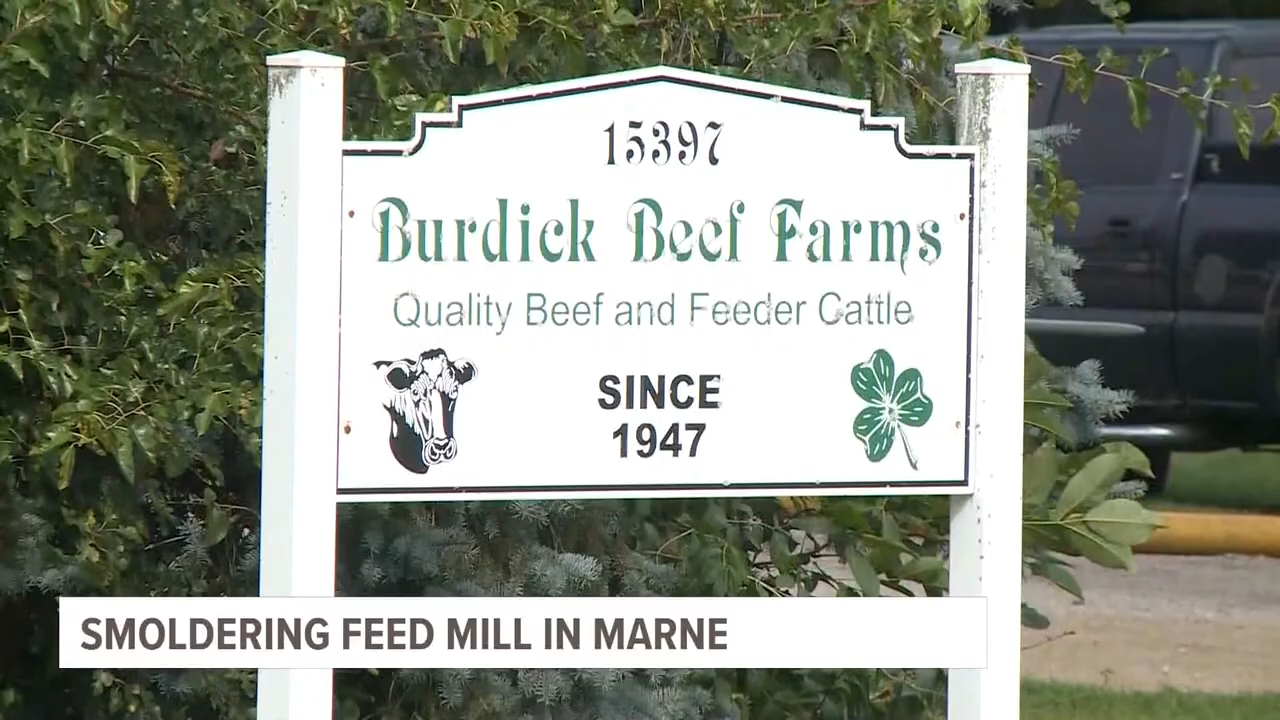 15397
Burdick Beef Farms
Quality Beef and Feeder Cattle
SINCE
1947
SMOLDERING FEED MILL IN MARNE